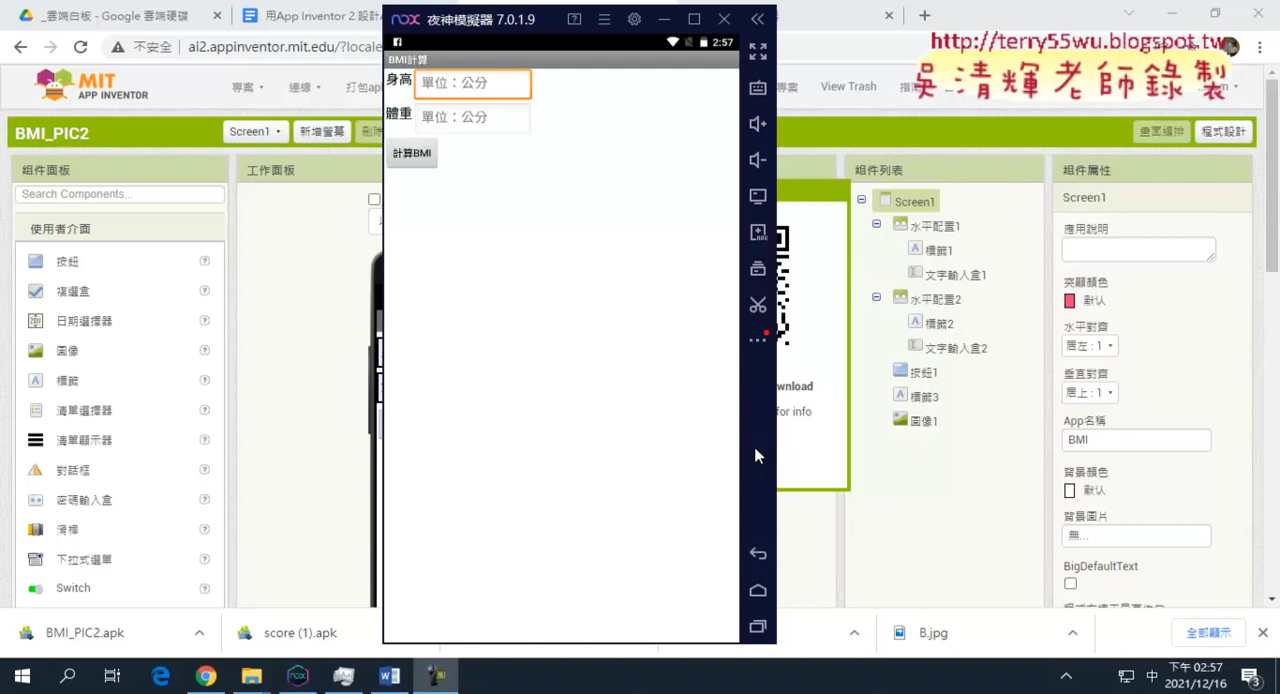 △雲端白板 - Google 雲端硬碟
用App Inventor 2 設計
夜神模擬器 7.0.1.9
不安全
ai2.appinventor.mit.edu/?locale
http://terry55wu.blogspot.tw
吳清輝老師錄製
2:57
BMI計算
身高
單位：公分
體重
單位：公分
計算BMI
MIT
APP INVENTOR
專案
連線
打包ap
專案
View Trash
BMI_PIC2
Screen1
新增螢幕
刪除
畫面編排
程式設計
組件面板
Search Components...
使用者介面
按鈕
複選盒
日期選擇器
圖像
標籤
清單選擇器
清單顯示器
對話框
密碼輸入盒
滑桿
下拉式選單
Switch
工作面板
wnload
for info
組件列表
Screen1
水平配置1
標籤1
文字輸入盒1
水平配置2
標籤2
文字輸入盒2
按鈕1
標籤3
圖像1
組件屬性
Screen1
應用說明
突顯顏色
默认
水平對齊
居左 : 1
垂直對齊
居上 : 1
App名稱
BMI
背景顏色
默认
背景圖片
無...
BigDefaultText
BMI_PIC2.apk
score (1).apk
B.jpg
全部顯示
中
下午 02:57
2021/12/16
3